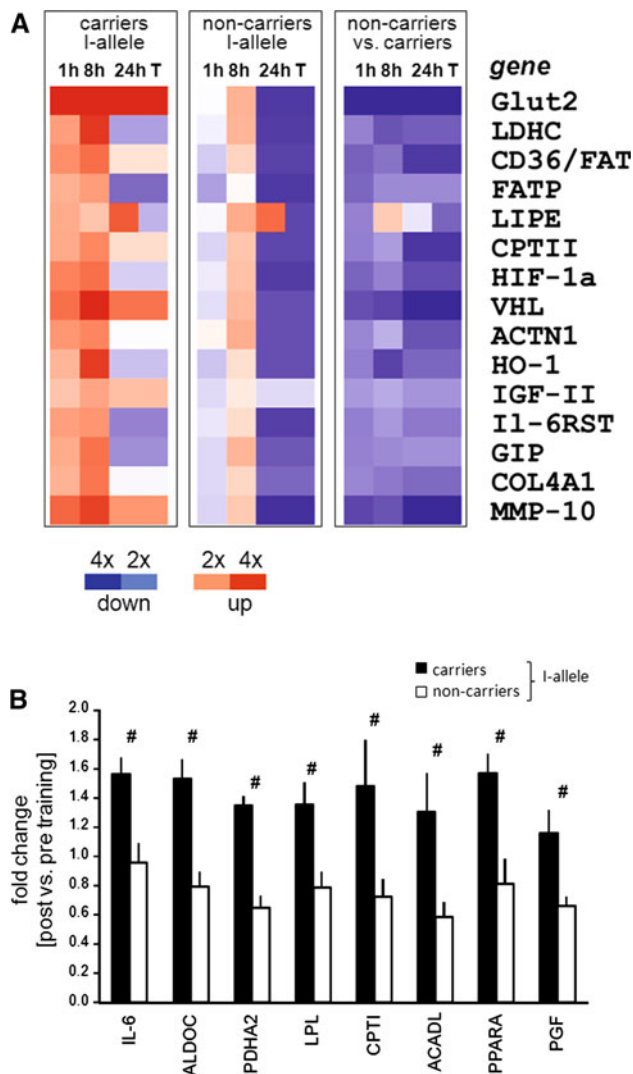 A
carriers I-allele
non-carriers I-allele
non-carriers vs. carriers
1h 8h 24h T
1h 8h 24h T
1h 8h 24h T
gene
Glut2
LDHC
CD36/FAT
FATP
LIPE
CPTII
HIF-1a
VHL
ACTN1
HO-1
IGF-II
Il-6RST
GIP
COL4A1
MMP-10
4x 2x
down
2x 4x
up
B
carriers
non-carriers
I-allele
fold change
[post vs. pre training]
2.0
1.8
1.6
1.4
1.2
1.0
0.8
0.6
0.4
0.2
0.0
# # # # # # # #
IL-6
ALDOC
PDHA2
LPL
CPTI
ACADL
PPARA
PGF